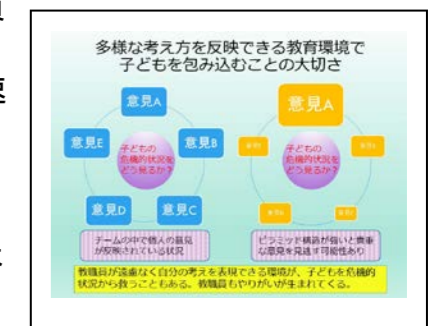 多様な考え方を反映できる教育環境で
子どもを包み込むことの大切さ
意見A
意見E
意見B
子どもの
危機的状況を
どう見るか？
意見D
意見C
意見A
子どもの
危機的状況を
どう見るか？
チームの中で個人の意見
が反映されている状況
ピラミッド構造が強いと貴重
な意見を見逃す可能性あり
教職員が遠慮なく自分の考えを表現できる環境が、子どもを危機的
状況から救うこともある。教職員もやりがいが生まれてくる。